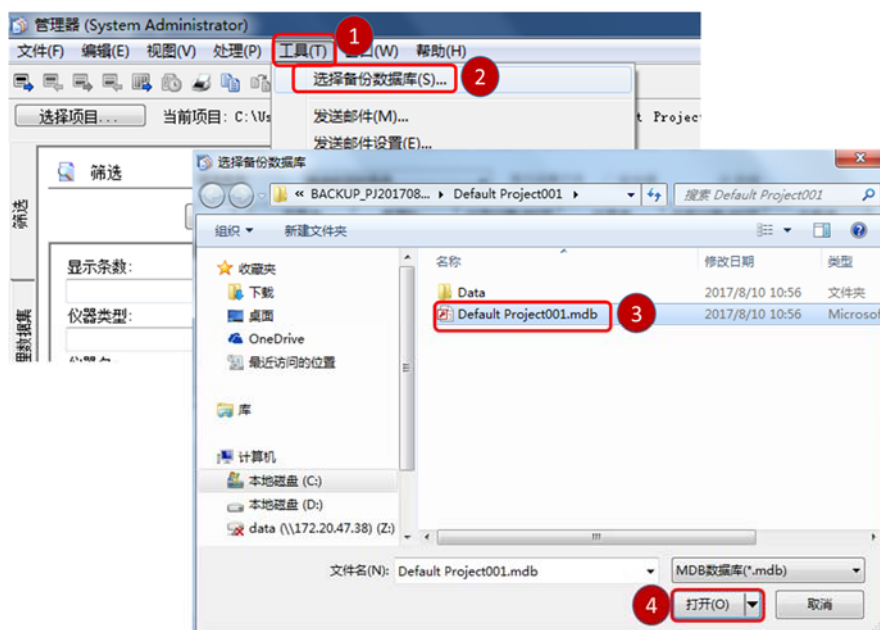 管理器 (System Administrator)
文件(F) 编辑(E) 视图(V) 处理(P) 工具(T) (W) 帮助(H)
1
选择备份数据库(S)...
2
选择项目... 当前项目: C:\Us
发送邮件(M)...
t Projec
发送邮件设置(E)...
筛选
筛选
显示条数:
仪器类型:
选择备份数据库
« BACKUP_PJ201708... Default Project001
搜索 Default Project001
组织 新建文件夹
收藏夹
下载
桌面
OneDrive
最近访问的位置
库
计算机
本地磁盘 (C:)
本地磁盘 (D:)
data (\\172.20.47.38) (Z:)
名称 修改日期 类型
Data 2017/8/10 10:56 文件夹
Default Project001.mdb 2017/8/10 10:56 Microsof
3
文件名(N): Default Project001.mdb MDB数据库(*.mdb)
4
打开(O) 取消